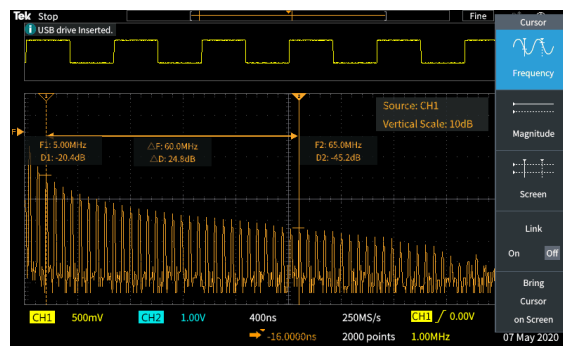 Tek Stop
Fine
USB drive Inserted.
Cursor
Frequency
Source: CH1
Vertical Scale: 10dB
Magnitude
F1: 5.00MHz
D1: -20.4dB
△F: 60.0MHz
△D: 24.8dB
F2: 65.0MHz
D2: -45.2dB
Screen
Link
On Off
Bring
Cursor
on Screen
CH1 500mV
CH2 1.00V
400ns
250MS/s
CH1 0.00V
-16.0000ns
2000 points
1.00MHz
07 May 2020